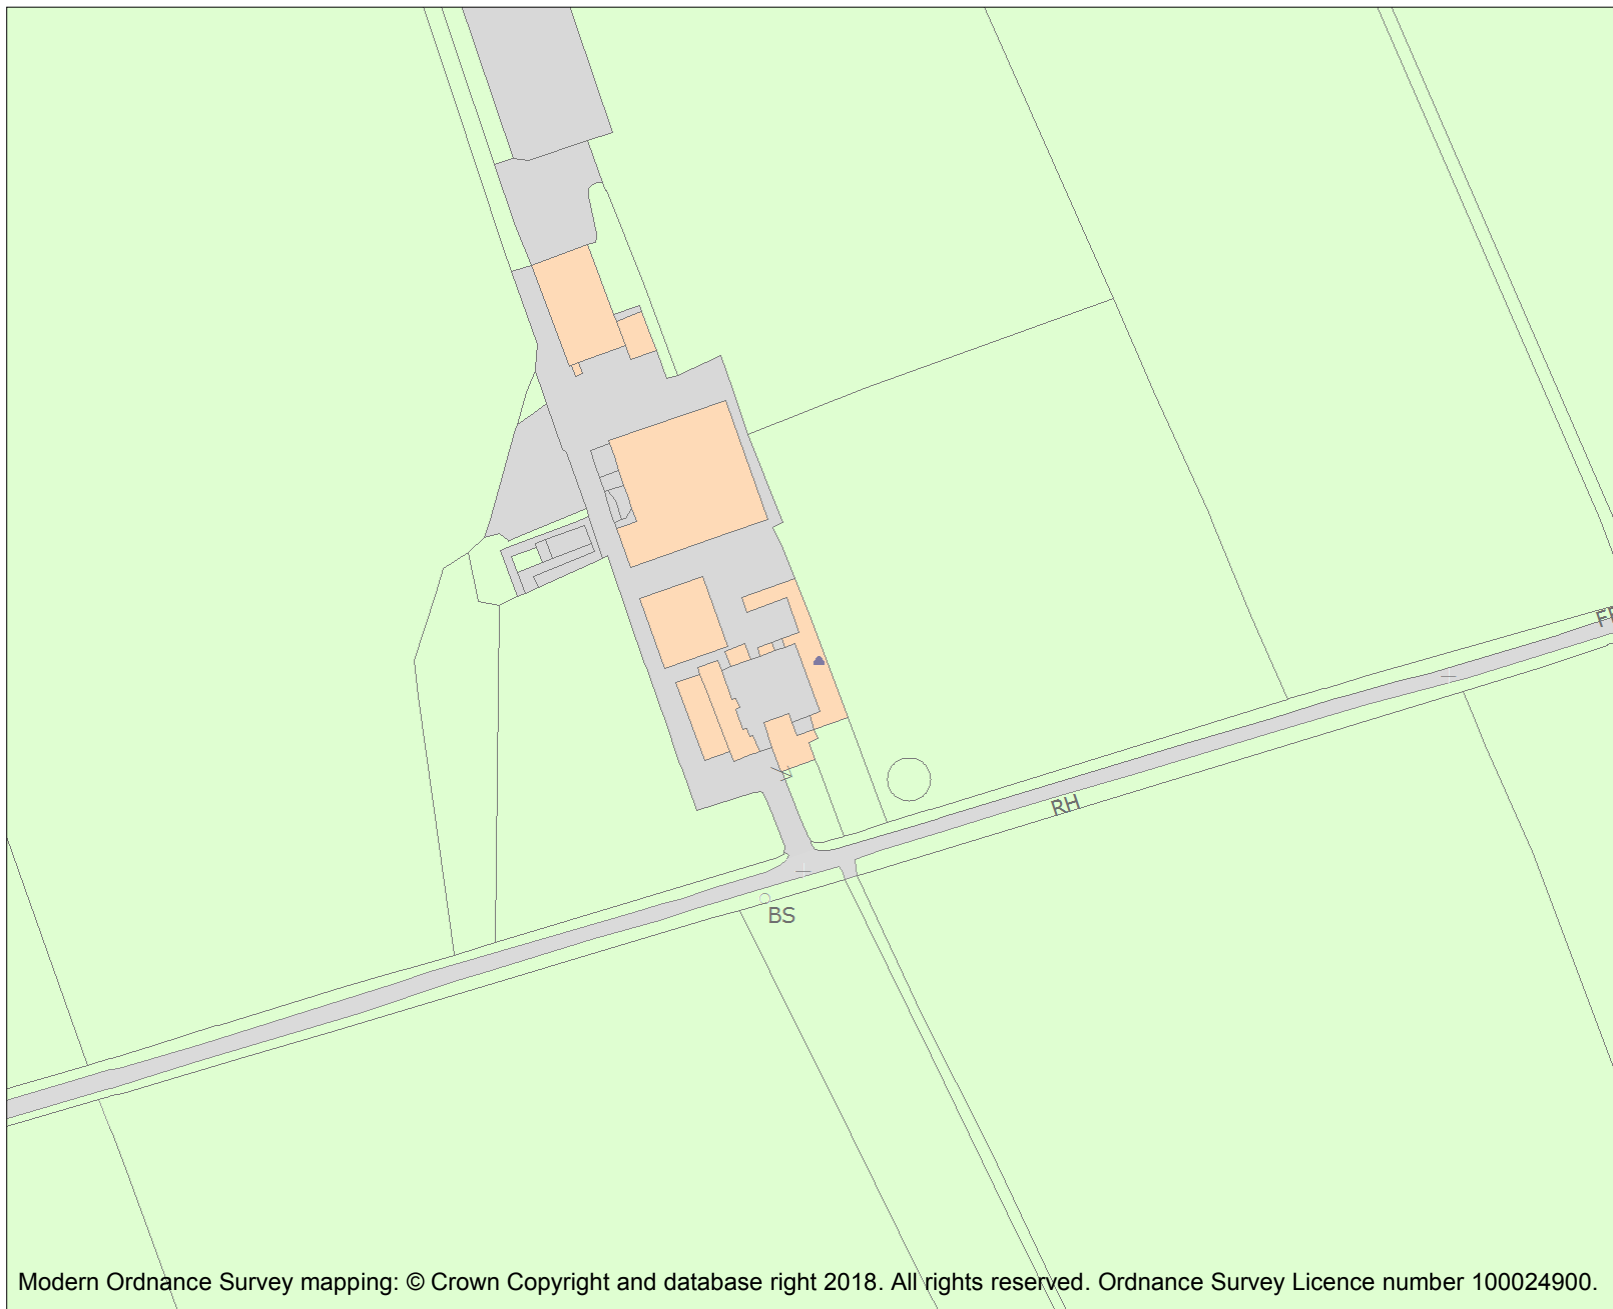 RH
BS
Modern Ordnance Survey mapping: © Crown Copyright and database right 2018. All rights reserved. Ordnance Survey Licence number 100024900.